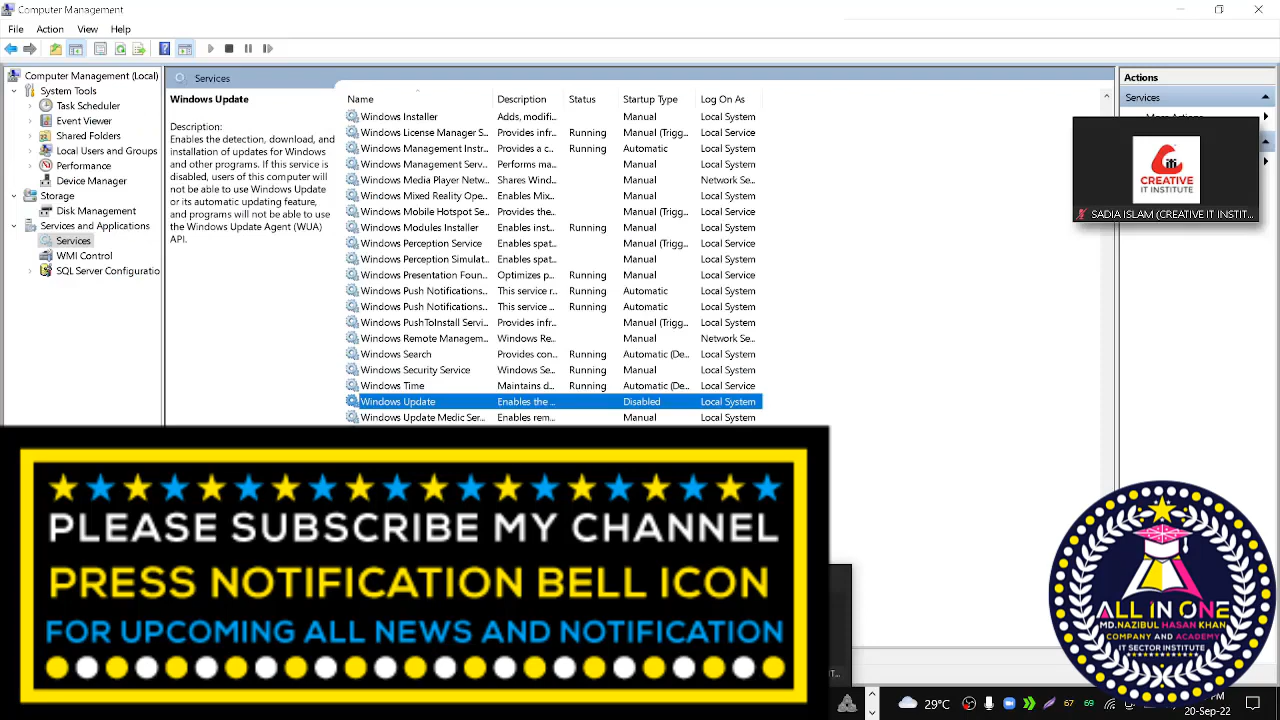 Computer Management
File Action View Help
Computer Management (Local)
System Tools
Task Scheduler
Event Viewer
Shared Folders
Local Users and Groups
Performance
Device Manager
Storage
Disk Management
Services and Applications
Services
WMI Control
SQL Server Configuratio
Services
Windows Update
Description:
Enables the detection, download, and
installation of updates for Windows
and other programs. If this service is
disabled, users of this computer will
not be able to use Windows Update
or its automatic updating feature,
and programs will not be able to use
the Windows Update Agent (WUA)
API.
Name Description Status Startup Type Log On As
Windows Installer Adds, modifi... Manual Local System
Windows License Manager S... Provides infr... Running Manual (Trigg... Local Service
Windows Management Instr... Provides a c... Running Automatic Local System
Windows Management Servi... Performs ma... Manual Local System
Windows Media Player Netw... Shares Wind... Manual Network Se...
Windows Mixed Reality Ope... Enables Mix... Manual Local System
Windows Mobile Hotspot Se... Provides the... Manual (Trigg... Local Service
Windows Modules Installer Enables inst... Manual Local System
Windows Perception Service Enables spat... Manual (Trigg... Local Service
Windows Perception Simulat... Enables spat... Manual Local System
Windows Presentation Foun... Optimizes p... Running Manual Local Service
Windows Push Notifications... This service r... Running Automatic Local System
Windows Push Notifications... This service ... Running Automatic Local System
Windows PushToInstall Servi... Provides infr... Manual (Trigg... Local System
Windows Remote Managem... Windows Re... Manual Network Se...
Windows Search Provides con... Running Automatic (De... Local System
Windows Security Service Windows Se... Running Manual Local System
Windows Time Maintains d... Running Automatic (De... Local Service
Windows Update Enables the ... Disabled Local System
Windows Update Medic Ser... Enables rem... Manual Local System
Actions
Services
More Actions
CREATIVE
IT INSTITUTE
SADIA ISLAM (CREATIVE IT INSTIT...
PLEASE SUBSCRIBE MY CHANNEL
PRESS NOTIFICATION BELL ICON
FOR UPCOMING ALL NEWS AND NOTIFICATION
ALL IN ONE
MD.NAZIBUL HASAN KHAN
COMPANY AND ACADEMY
IT SECTOR INSTITUTE
29°C
57
69
20-Sep-22